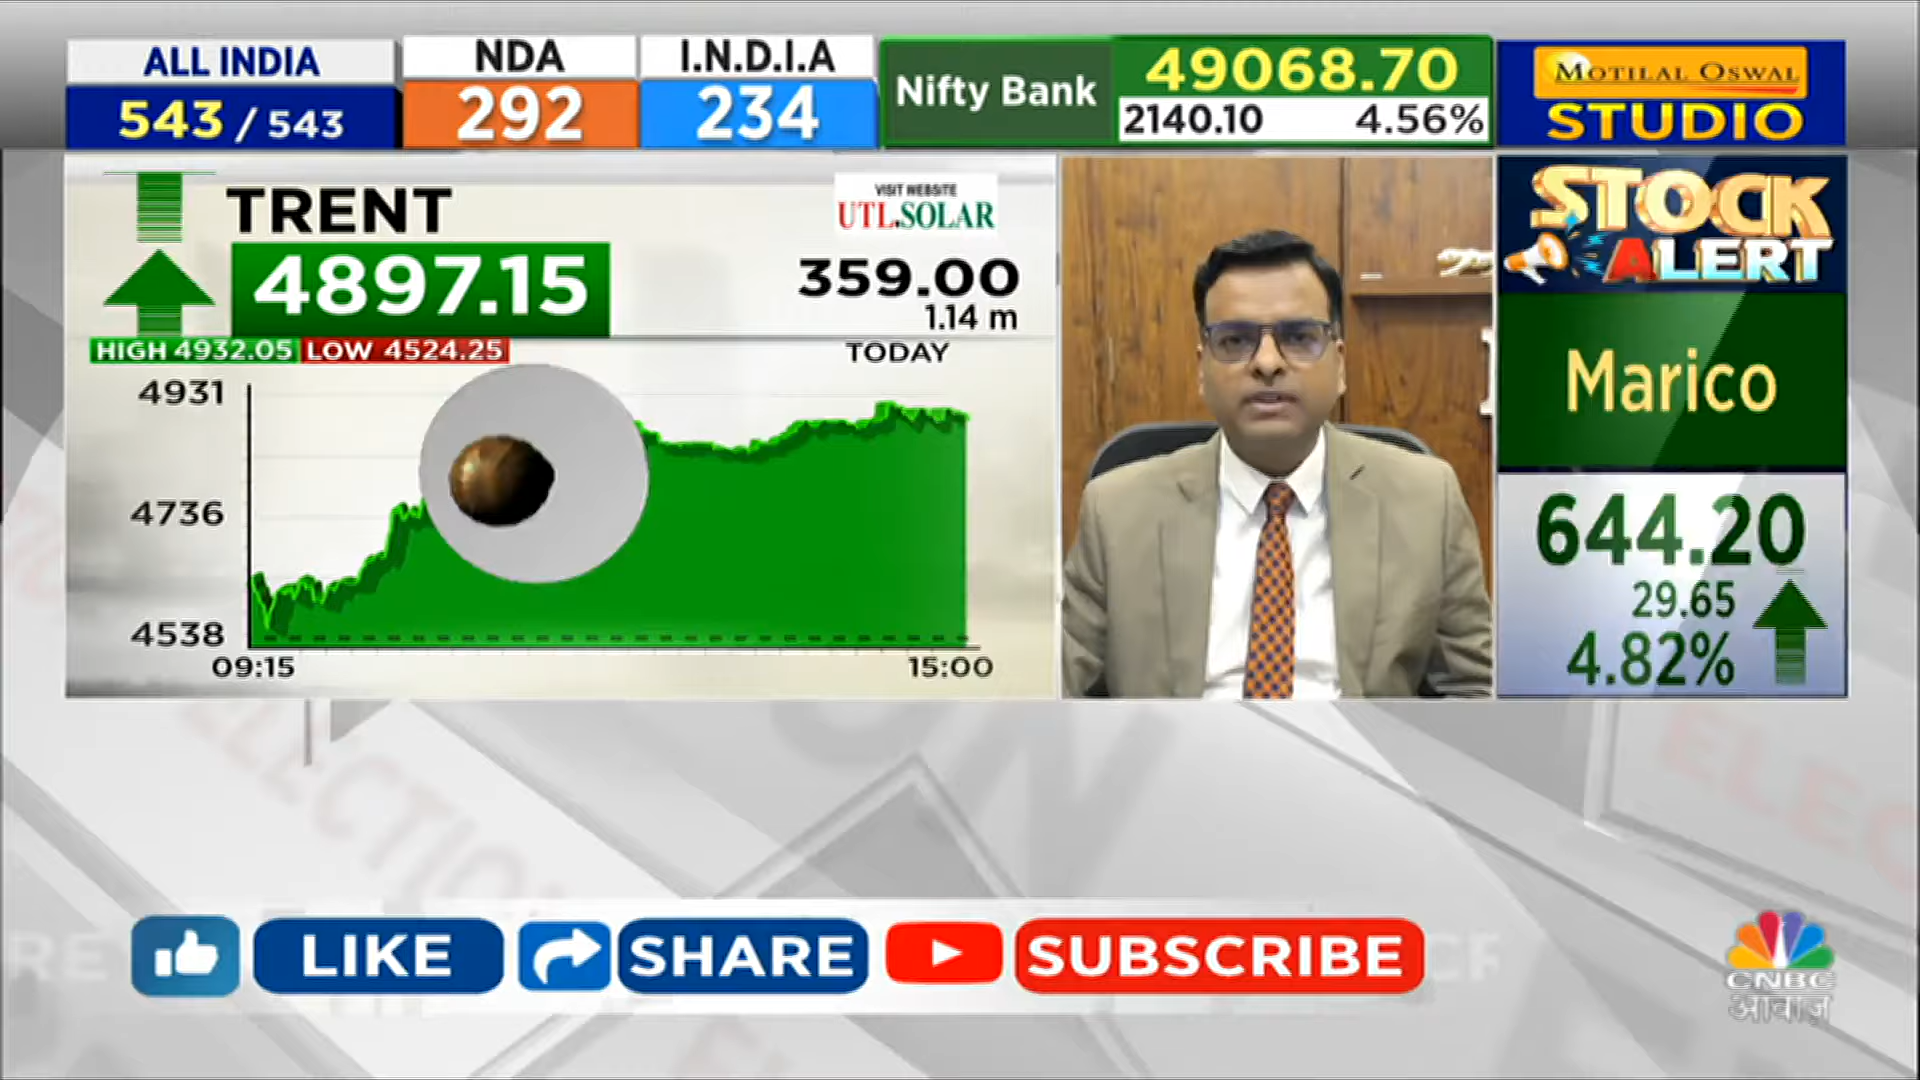 ALL INDIA
543 / 543
NDA
292
I.N.D.I.A
234
Nifty Bank
49068.70
2140.10 4.56%
MOTILAL OSWAL
STUDIO
TRENT
4897.15
HIGH 4932.05 LOW 4524.25
VISIT WEBSITE
UTL.SOLAR
359.00
1.14 m
TODAY
4931
4736
4538
09:15 15:00
STOCK
ALERT
Marico
644.20
29.65
4.82%
ELECTION
ELEC
LIKE SHARE SUBSCRIBE
CNBC
आवाज़